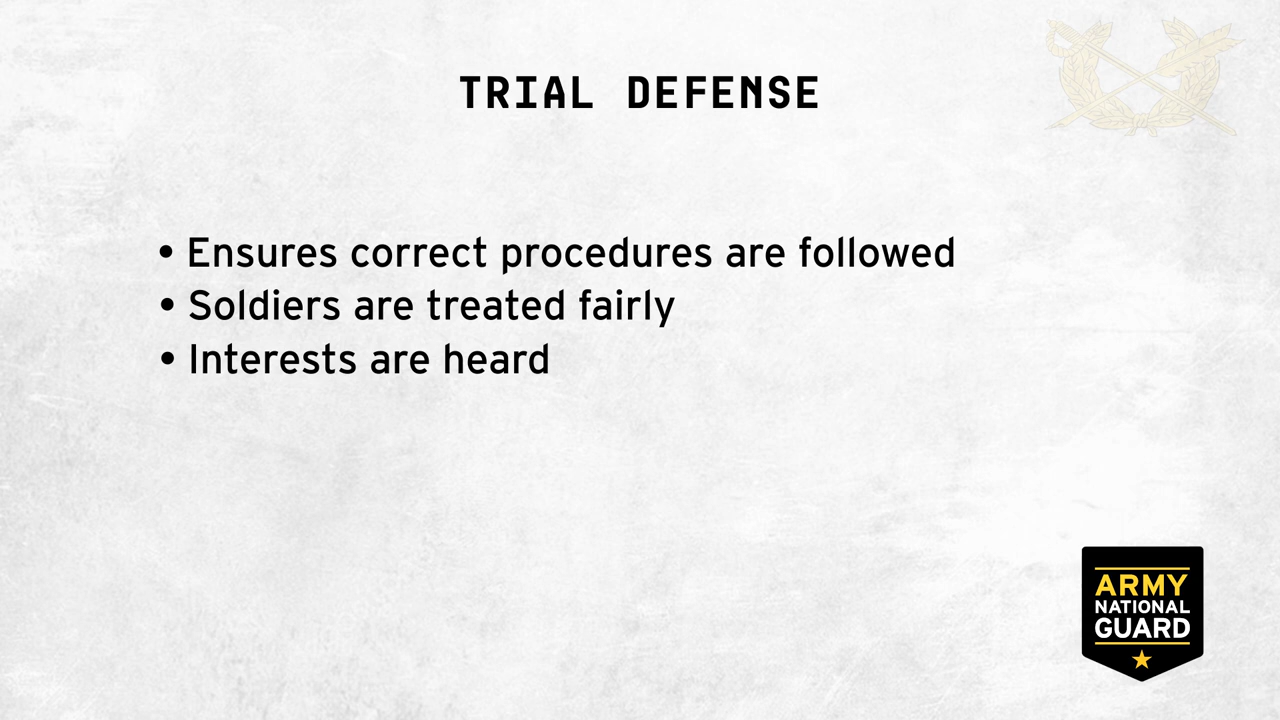 TRIAL DEFENSE
• Ensures correct procedures are followed
• Soldiers are treated fairly
• Interests are heard
ARMY
NATIONAL
GUARD